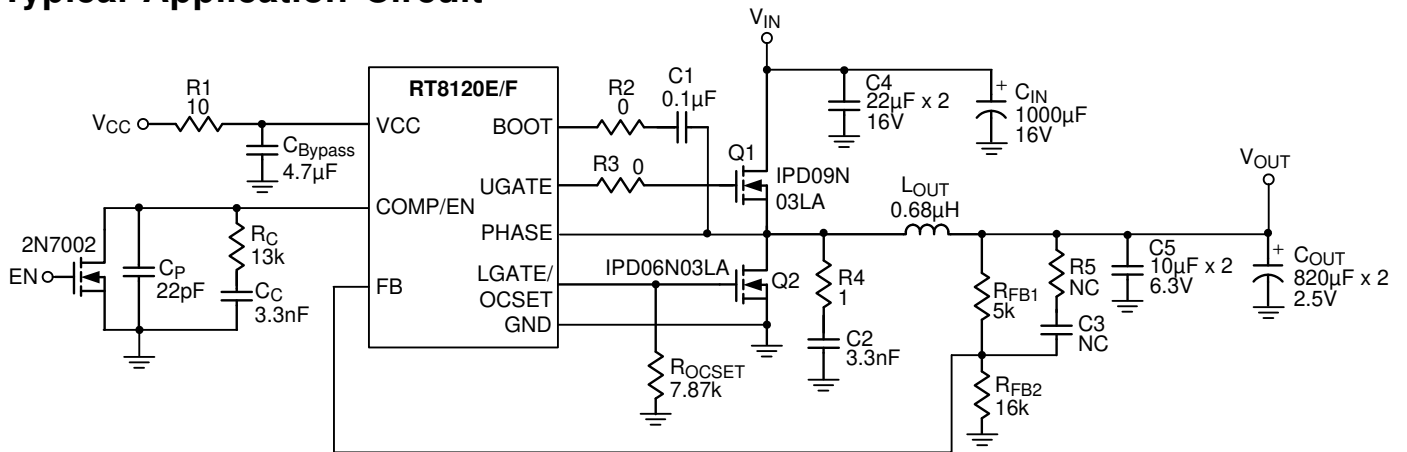 Typical Application Circuit
VIN
RT8120E/F
R1
10
VCC
CBypass
4.7µF
VCC
BOOT
R2
0
C1
0.1µF
C4
22µF x 2
16V
+
CIN
1000µF
16V
UGATE
R3 0
Q1
IPD09N
03LA
VOUT
LOUT
0.68µH
COMP/EN
PHASE
2N7002
EN
CP
22pF
RC
13k
CC
3.3nF
FB
LGATE/
OCSET
GND
IPD06N03LA
Q2
R4
1
C2
3.3nF
ROCSET
7.87k
RFB1
5k
R5
NC
C3
NC
RFB2
16k
C5
10µF x 2
6.3V
+
COUT
820µF x 2
2.5V